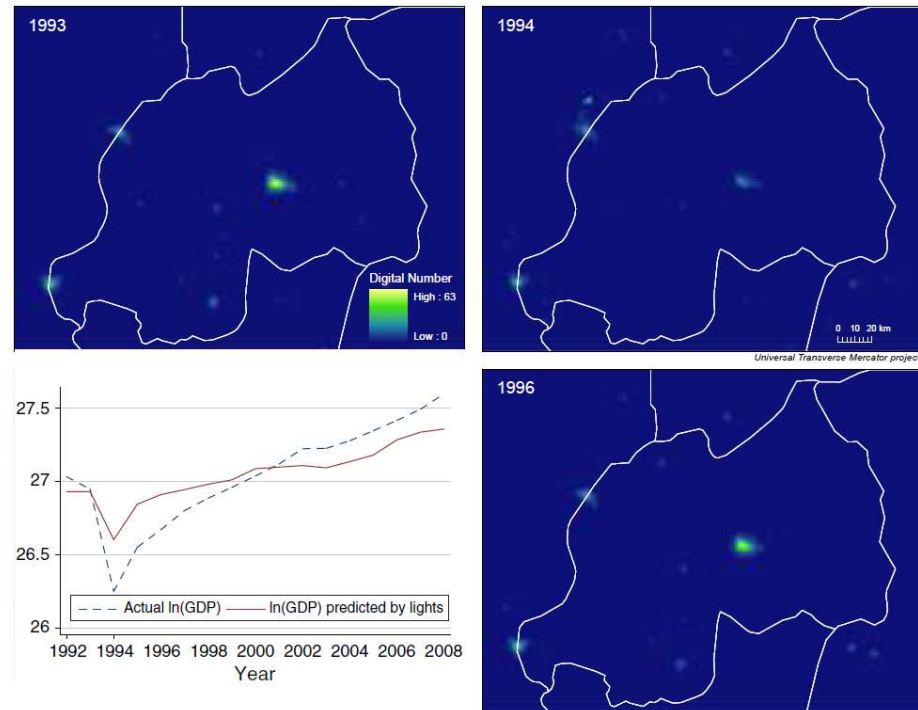 1993
Digital Number
High : 63
Low : 0
1994
0 10 20 km
Universal Transverse Mercator projec
27.5
27
26.5
26
Actual ln(GDP) ln(GDP) predicted by lights
1992 1994 1996 1998 2000 2002 2004 2006 2008
Year
1996